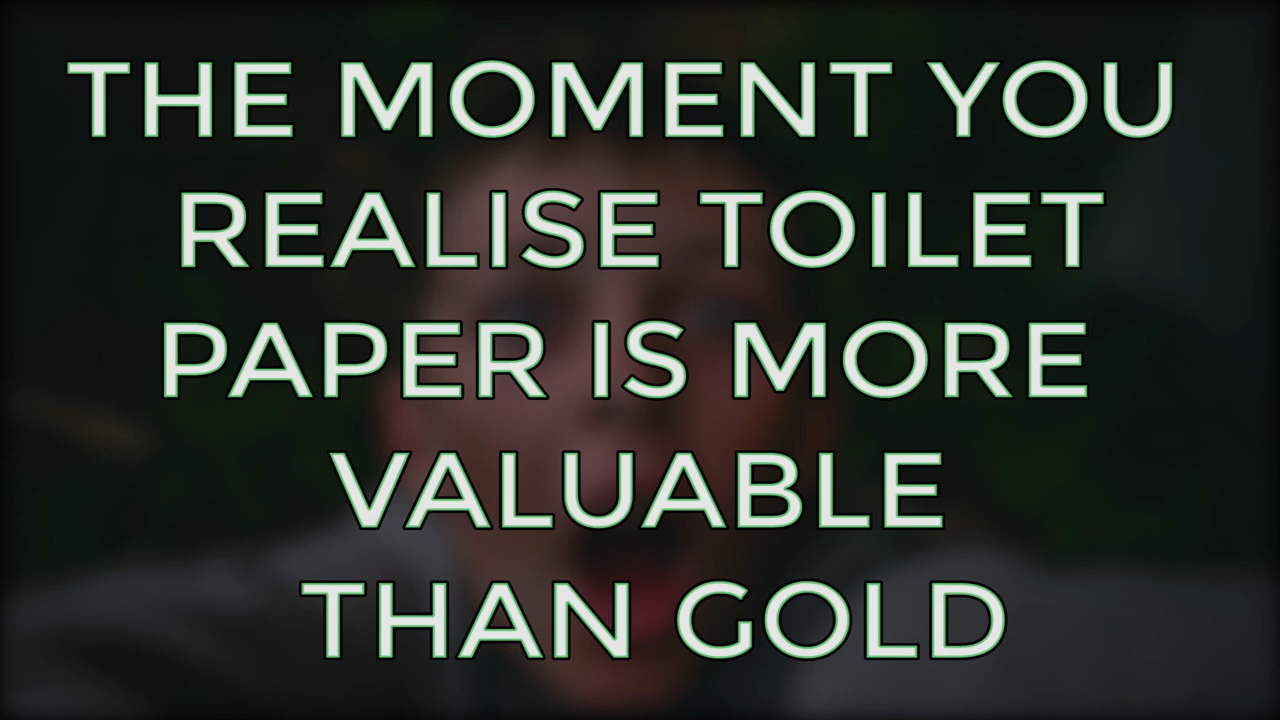 THE MOMENT YOU
REALISE TOILET
PAPER IS MORE
VALUABLE
THAN GOLD